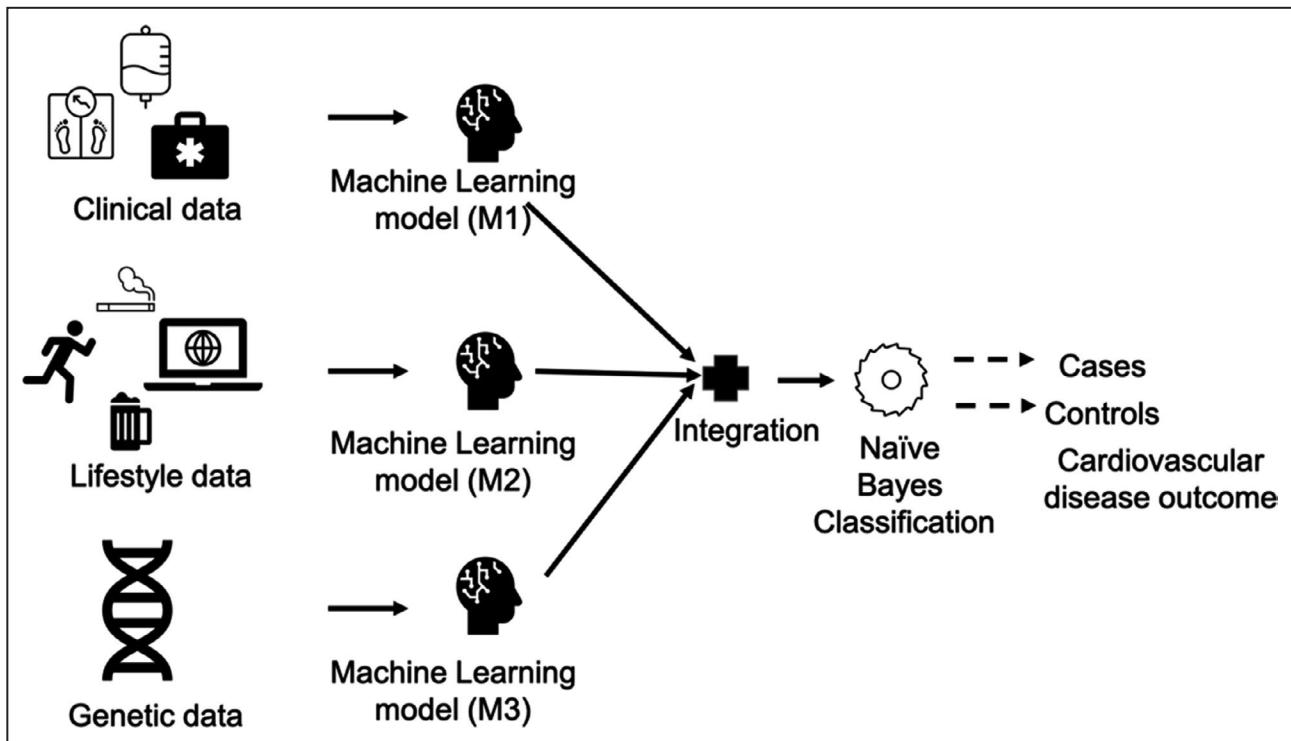 Clinical data
Machine Learning
model (M1)
Lifestyle data
Machine Learning
model (M2)
Genetic data
Machine Learning
model (M3)
Integration
Naïve
Bayes
Classification
Cases
Controls
Cardiovascular
disease outcome